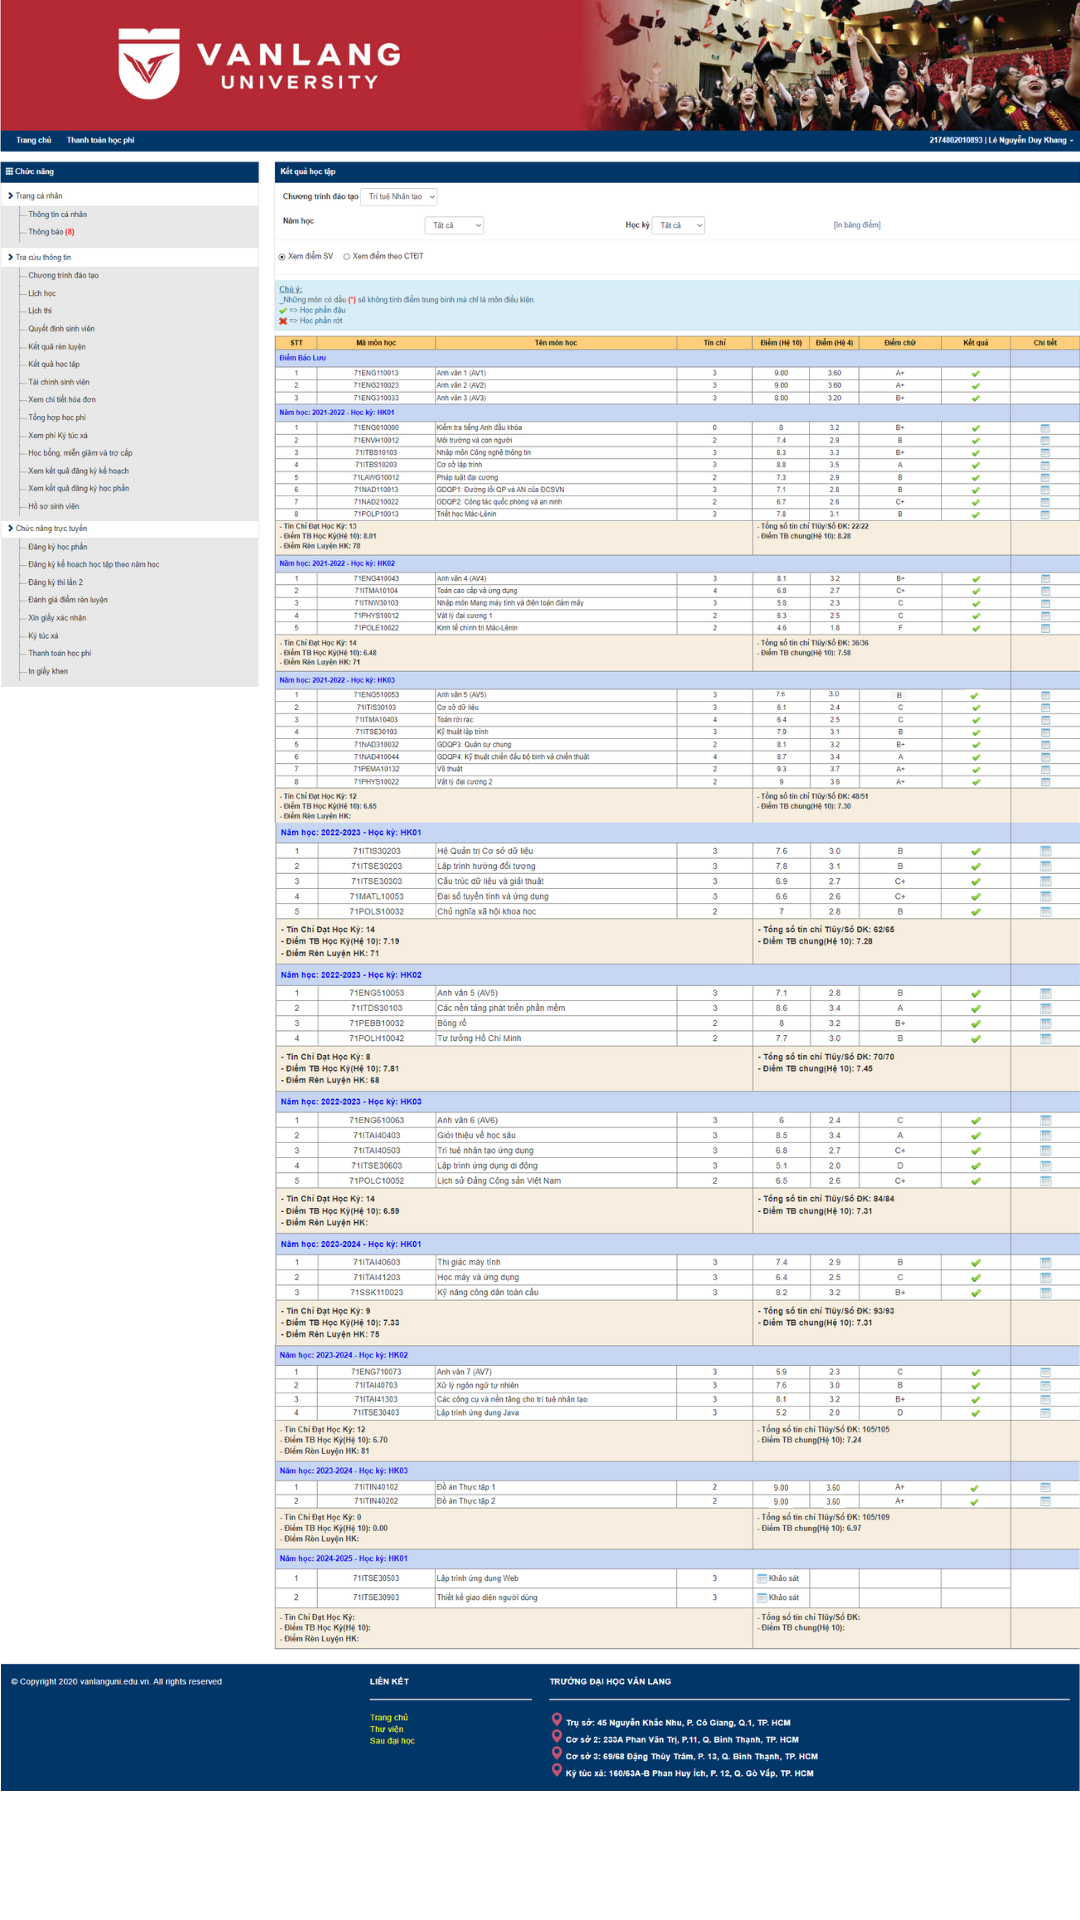 VANLANG
UNIVERSITY
Trang chủ Thanh toán học phí 2174802010893 | Lê Nguyễn Duy Khang
Chức năng
Trang cá nhân
Thông tin cá nhân
Thông báo (8)
Tra cứu thông tin
Chương trình đào tạo
Lịch học
Lịch thi
Quyết định sinh viên
Kết quả rèn luyện
Kết quả học tập
Tài chính sinh viên
Xem chi tiết hóa đơn
Tổng hợp học phí
Xem phí Ký túc xá
Học bổng, miễn giảm và trợ cấp
Xem kết quả đăng ký kế hoạch
Xem kết quả đăng ký học phần
Hồ sơ sinh viên
Chức năng trực tuyến
Đăng ký học phần
Đăng ký kế hoạch học tập theo năm học
Đăng ký thi lần 2
Đánh giá điểm rèn luyện
Xin giấy xác nhận
Ký túc xá
Thanh toán học phí
In giấy khen
Kết quả học tập
Chương trình đào tạo Trí tuệ Nhân tạo
Năm học Tất cả Học kỳ Tất cả [In bảng điểm]
Xem điểm SV Xem điểm theo CTĐT
Chú ý:
_Những môn có dấu (*) sẽ không tính điểm trung bình mà chỉ là môn điều kiện.
=> Học phần đậu
=> Học phần rớt
STT Mã môn học Tên môn học Tín chỉ Điểm (Hệ 10) Điểm (Hệ 4) Điểm chữ Kết quả Chi tiết
Điểm Bảo Lưu
1 71ENG110013 Anh văn 1 (AV1) 3 9.00 3.60 A+
2 71ENG210023 Anh văn 2 (AV2) 3 9.00 3.60 A+
3 71ENG310033 Anh văn 3 (AV3) 3 8.00 3.20 B+
Năm học: 2021-2022 - Học kỳ: HK01
1 71ENG010000 Kiểm tra tiếng Anh đầu khóa 0 8 3.2 B+
2 71ENVH10012 Môi trường và con người 2 7.4 2.9 B
3 71ITBS10103 Nhập môn Công nghệ thông tin 3 8.3 3.3 B+
4 71ITBS10203 Cơ sở lập trình 3 8.8 3.5 A
5 71LAWG10012 Pháp luật đại cương 2 7.3 2.9 B
6 71NAD110013 GDQP1: Đường lối QP và AN của ĐCSVN 3 7.1 2.8 B
7 71NAD210022 GDQP2: Công tác quốc phòng và an ninh 2 6.7 2.6 C+
8 71POLP10013 Triết học Mác-Lênin 3 7.8 3.1 B
- Tín Chỉ Đạt Học Kỳ: 13 - Tổng số tín chỉ Tlũy/Số ĐK: 22/22
- Điểm TB Học Kỳ(Hệ 10): 8.01 - Điểm TB chung(Hệ 10): 8.28
- Điểm Rèn Luyện HK: 78
Năm học: 2021-2022 - Học kỳ: HK02
1 71ENG410043 Anh văn 4 (AV4) 3 8.1 3.2 B+
2 71ITMA10104 Toán cao cấp và ứng dụng 4 6.8 2.7 C+
3 71ITNW30103 Nhập môn Mạng máy tính và điện toán đám mây 3 5.8 2.3 C
4 71PHYS10012 Vật lý đại cương 1 2 6.3 2.5 C
5 71POLE10022 Kinh tế chính trị Mác-Lênin 2 4.6 1.8 F
- Tín Chỉ Đạt Học Kỳ: 14 - Tổng số tín chỉ Tlũy/Số ĐK: 36/36
- Điểm TB Học Kỳ(Hệ 10): 6.48 - Điểm TB chung(Hệ 10): 7.58
- Điểm Rèn Luyện HK: 71
Năm học: 2021-2022 - Học kỳ: HK03
1 71ENG510053 Anh văn 5 (AV5) 3 7.6 3.0 B
2 71ITIS30103 Cơ sở dữ liệu 3 6.1 2.4 C
3 71ITMA10403 Toán rời rạc 4 6.4 2.5 C
4 71ITSE30103 Kỹ thuật lập trình 3 7.9 3.1 B
5 71NAD310032 GDQP3: Quân sự chung 2 8.1 3.2 B+
6 71NAD410044 GDQP4: Kỹ thuật chiến đấu bộ binh và chiến thuật 4 8.7 3.4 A
7 71PEMA10132 Võ thuật 2 9.3 3.7 A+
8 71PHYS10022 Vật lý đại cương 2 2 9 3.6 A+
- Tín Chỉ Đạt Học Kỳ: 12 - Tổng số tín chỉ Tlũy/Số ĐK: 48/51
- Điểm TB Học Kỳ(Hệ 10): 6.65 - Điểm TB chung(Hệ 10): 7.30
- Điểm Rèn Luyện HK:
Năm học: 2022-2023 - Học kỳ: HK01
1 71ITIS30203 Hệ Quản trị Cơ sở dữ liệu 3 7.6 3.0 B
2 71ITSE30203 Lập trình hướng đối tượng 3 7.8 3.1 B
3 71ITSE30303 Cấu trúc dữ liệu và giải thuật 3 6.9 2.7 C+
4 71MATL10053 Đại số tuyến tính và ứng dụng 3 6.6 2.6 C+
5 71POLS10032 Chủ nghĩa xã hội khoa học 2 7 2.8 B
- Tín Chỉ Đạt Học Kỳ: 14 - Tổng số tín chỉ Tlũy/Số ĐK: 62/65
- Điểm TB Học Kỳ(Hệ 10): 7.19 - Điểm TB chung(Hệ 10): 7.28
- Điểm Rèn Luyện HK: 71
Năm học: 2022-2023 - Học kỳ: HK02
1 71ENG510053 Anh văn 5 (AV5) 3 7.1 2.8 B
2 71ITDS30103 Các nền tảng phát triển phần mềm 3 8.6 3.4 A
3 71PEBB10032 Bóng rổ 2 8 3.2 B+
4 71POLH10042 Tư tưởng Hồ Chí Minh 2 7.7 3.0 B
- Tín Chỉ Đạt Học Kỳ: 8 - Tổng số tín chỉ Tlũy/Số ĐK: 70/70
- Điểm TB Học Kỳ(Hệ 10): 7.81 - Điểm TB chung(Hệ 10): 7.45
- Điểm Rèn Luyện HK: 68
Năm học: 2022-2023 - Học kỳ: HK03
1 71ENG610063 Anh văn 6 (AV6) 3 6 2.4 C
2 71ITAI40403 Giới thiệu về học sâu 3 8.5 3.4 A
3 71ITAI40503 Trí tuệ nhân tạo ứng dụng 3 6.8 2.7 C+
4 71ITSE30603 Lập trình ứng dụng di động 3 5.1 2.0 D
5 71POLC10052 Lịch sử Đảng Cộng sản Việt Nam 2 6.5 2.6 C+
- Tín Chỉ Đạt Học Kỳ: 14 - Tổng số tín chỉ Tlũy/Số ĐK: 84/84
- Điểm TB Học Kỳ(Hệ 10): 6.59 - Điểm TB chung(Hệ 10): 7.31
- Điểm Rèn Luyện HK:
Năm học: 2023-2024 - Học kỳ: HK01
1 71ITAI40603 Thị giác máy tính 3 7.4 2.9 B
2 71ITAI41203 Học máy và ứng dụng 3 6.4 2.5 C
3 71SSK110023 Kỹ năng công dân toàn cầu 3 8.2 3.2 B+
- Tín Chỉ Đạt Học Kỳ: 9 - Tổng số tín chỉ Tlũy/Số ĐK: 93/93
- Điểm TB Học Kỳ(Hệ 10): 7.33 - Điểm TB chung(Hệ 10): 7.31
- Điểm Rèn Luyện HK: 75
Năm học: 2023-2024 - Học kỳ: HK02
1 71ENG710073 Anh văn 7 (AV7) 3 5.9 2.3 C
2 71ITAI40703 Xử lý ngôn ngữ tự nhiên 3 7.6 3.0 B
3 71ITAI41303 Các công cụ và nền tảng cho trí tuệ nhân tạo 3 8.1 3.2 B+
4 71ITSE30403 Lập trình ứng dụng Java 3 5.2 2.0 D
- Tín Chỉ Đạt Học Kỳ: 12 - Tổng số tín chỉ Tlũy/Số ĐK: 105/105
- Điểm TB Học Kỳ(Hệ 10): 6.70 - Điểm TB chung(Hệ 10): 7.24
- Điểm Rèn Luyện HK: 81
Năm học: 2023-2024 - Học kỳ: HK03
1 71ITIN40102 Đồ án Thực tập 1 2 9.00 3.60 A+
2 71ITIN40202 Đồ án Thực tập 2 2 9.00 3.60 A+
- Tín Chỉ Đạt Học Kỳ: 0 - Tổng số tín chỉ Tlũy/Số ĐK: 105/109
- Điểm TB Học Kỳ(Hệ 10): 0.00 - Điểm TB chung(Hệ 10): 6.97
- Điểm Rèn Luyện HK:
Năm học: 2024-2025 - Học kỳ: HK01
1 71ITSE30503 Lập trình ứng dụng Web 3 Khảo sát
2 71ITSE30903 Thiết kế giao diện người dùng 3 Khảo sát
- Tín Chỉ Đạt Học Kỳ: - Tổng số tín chỉ Tlũy/Số ĐK:
- Điểm TB Học Kỳ(Hệ 10): - Điểm TB chung(Hệ 10):
- Điểm Rèn Luyện HK:
© Copyright 2020 vanlanguni.edu.vn. All rights reserved
LIÊN KẾT
Trang chủ
Thư viện
Sau đại học
TRƯỜNG ĐẠI HỌC VĂN LANG
Trụ sở: 45 Nguyễn Khắc Nhu, P. Cô Giang, Q.1, TP. HCM
Cơ sở 2: 233A Phan Văn Trị, P.11, Q. Bình Thạnh, TP. HCM
Cơ sở 3: 69/68 Đặng Thùy Trâm, P. 13, Q. Bình Thạnh, TP. HCM
Ký túc xá: 160/63A-B Phan Huy Ích, P. 12, Q. Gò Vấp, TP. HCM